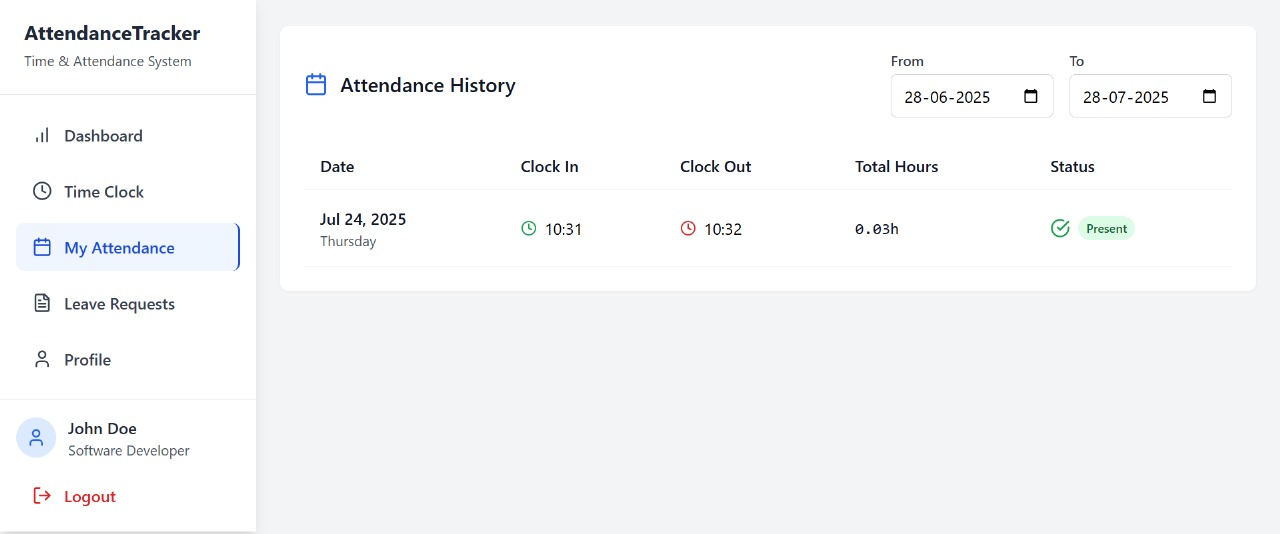 AttendanceTracker
Time & Attendance System
Dashboard
Time Clock
My Attendance
Leave Requests
Profile
John Doe
Software Developer
Logout
Attendance History
From
28-06-2025
To
28-07-2025
Date Clock In Clock Out Total Hours Status
Jul 24, 2025 10:31 10:32 0.03h Present
Thursday